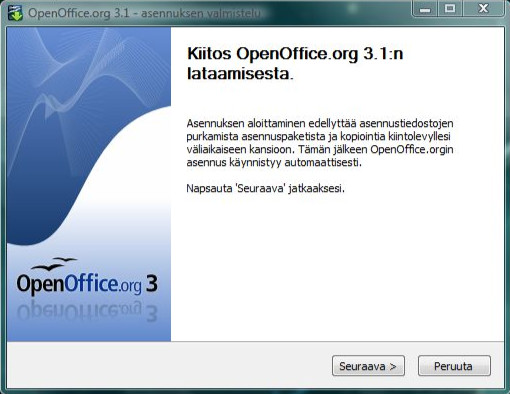 OpenOffice.org 3.1 - asennuksen valmistelu
Kiitos OpenOffice.org 3.1:n
lataamisesta.
Asennuksen aloittaminen edellyttää asennustiedostojen
purkamista asennuspaketista ja kopiointia kiintolevyllesi
väliaikaiseen kansioon. Tämän jälkeen OpenOffice.orgin
asennus käynnistyy automaattisesti.
Napsauta 'Seuraava' jatkaaksesi.
OpenOffice.org 3
Seuraava >
Peruuta